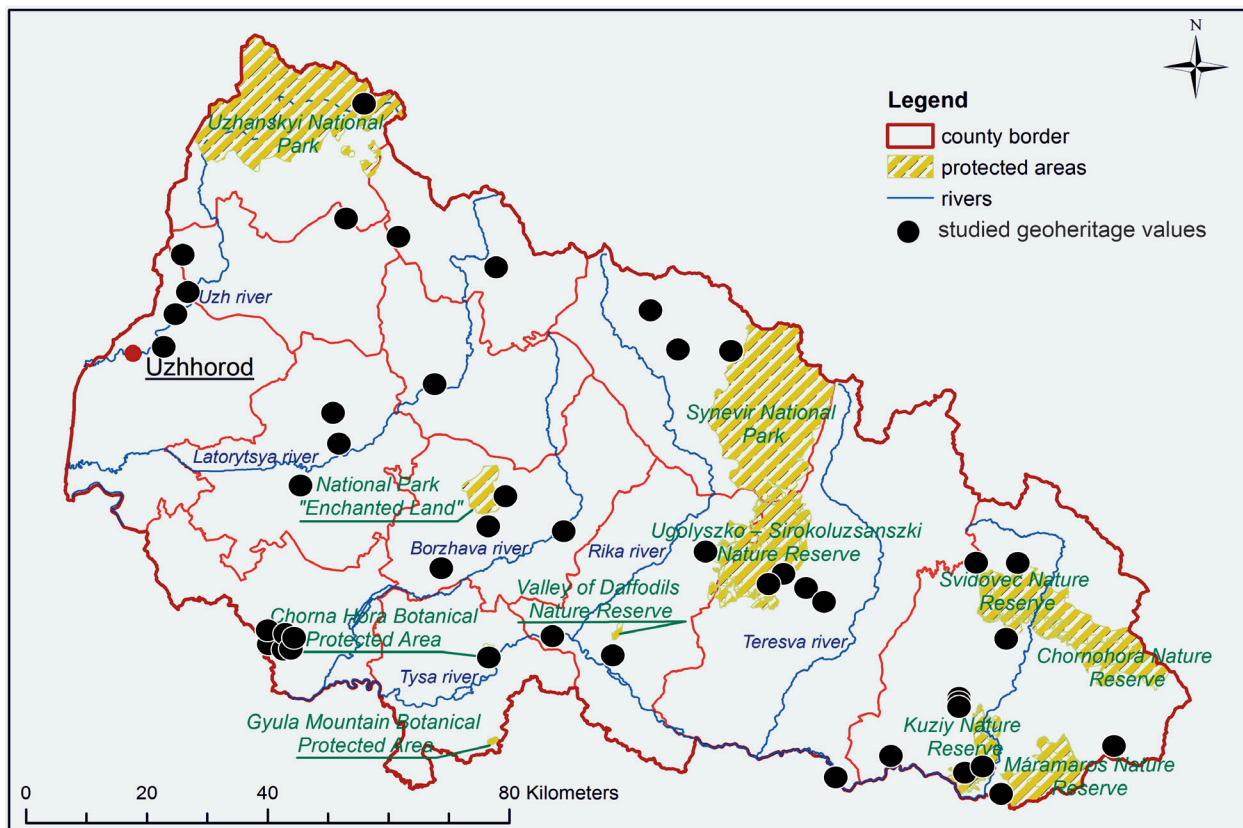 N
Legend
county border
protected areas
rivers
studied geoheritage values
Uzhanskyi National
Park
Uzh river
Uzhhorod
Latorytsya river
National Park
"Enchanted Land"
Synevir National
Park
Borzhava river
Rika river
Ugolyszko – Sirokoluzsanszki
Nature Reserve
Valley of Daffodils
Nature Reserve
Chorna Hora Botanical
Protected Area
Tysa river
Teresva river
Svidovec Nature
Reserve
Chornohora Nature
Reserve
Gyula Mountain Botanical
Protected Area
Kuziy Nature
Reserve
Máramaros Nature
Reserve
0 20 40 80 Kilometers